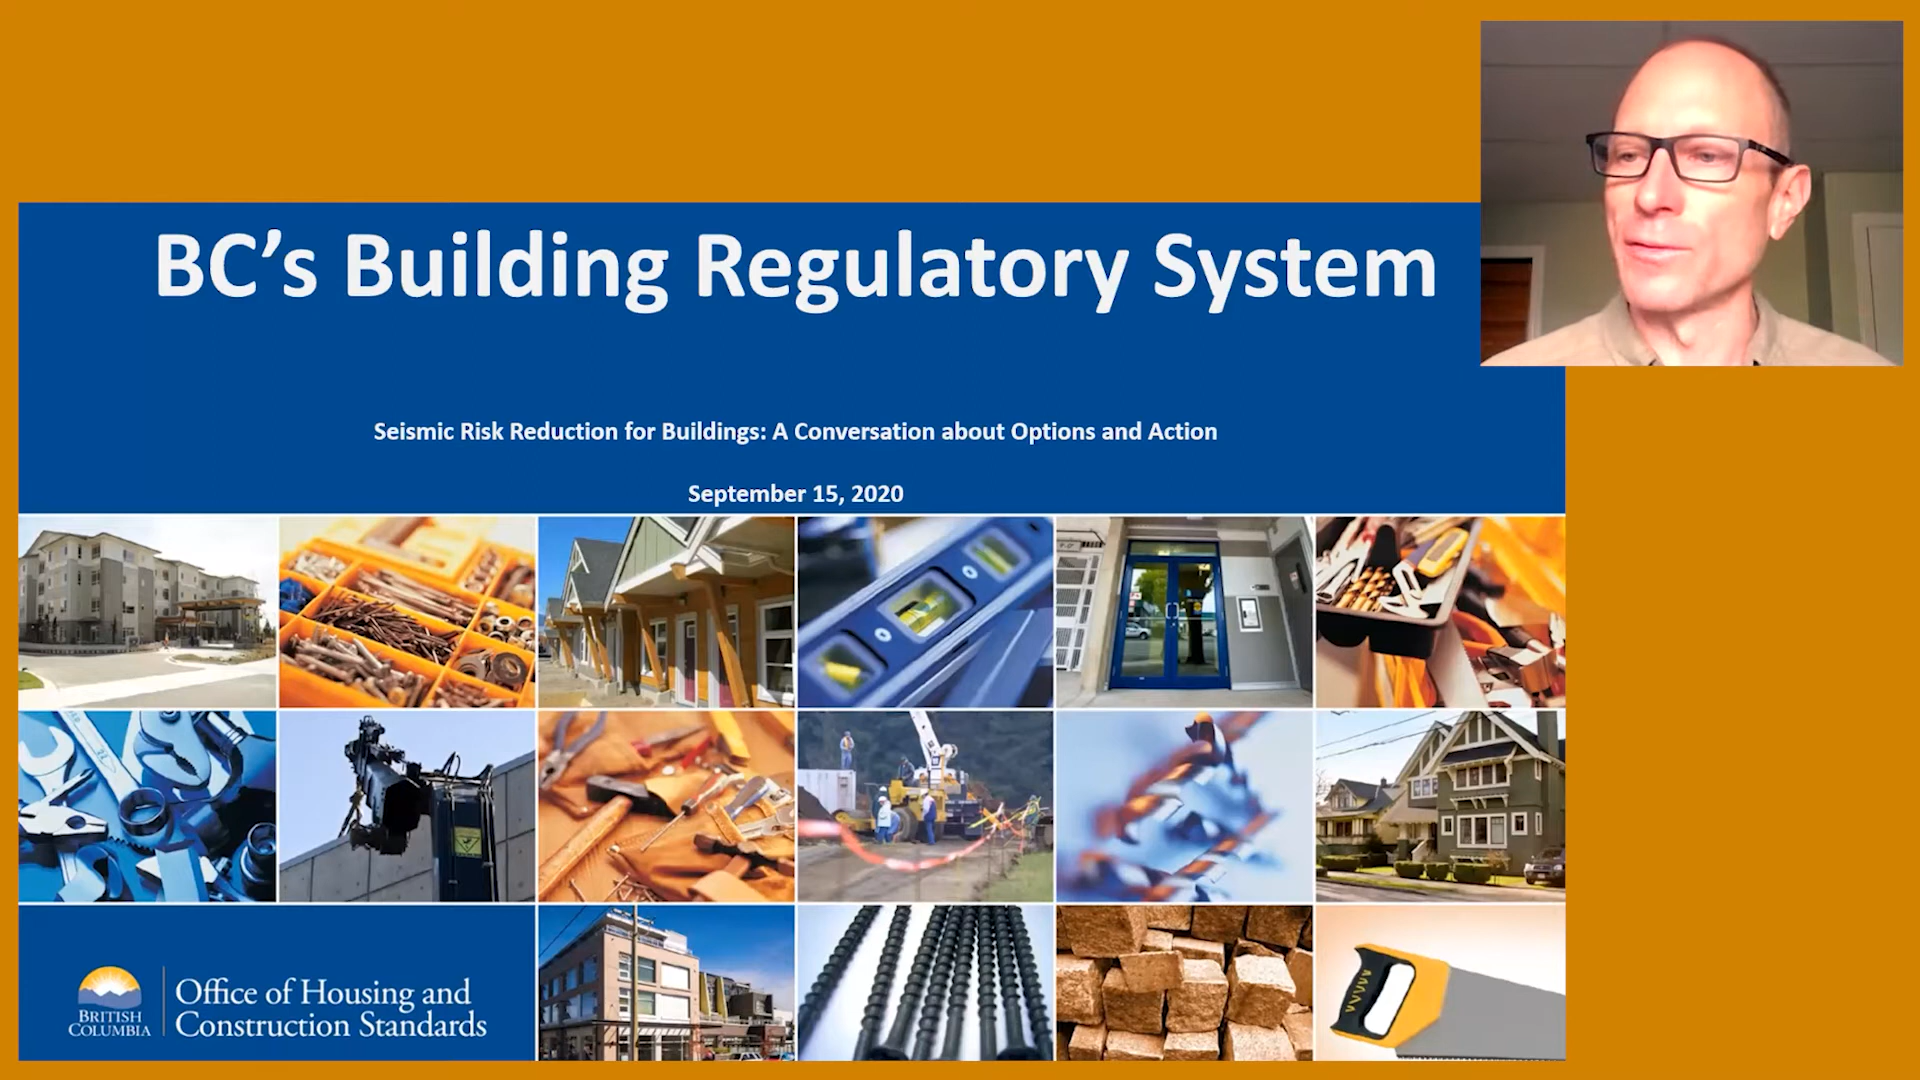 BC’s Building Regulatory System
Seismic Risk Reduction for Buildings: A Conversation about Options and Action
September 15, 2020
BRITISH
COLUMBIA
Office of Housing and
Construction Standards